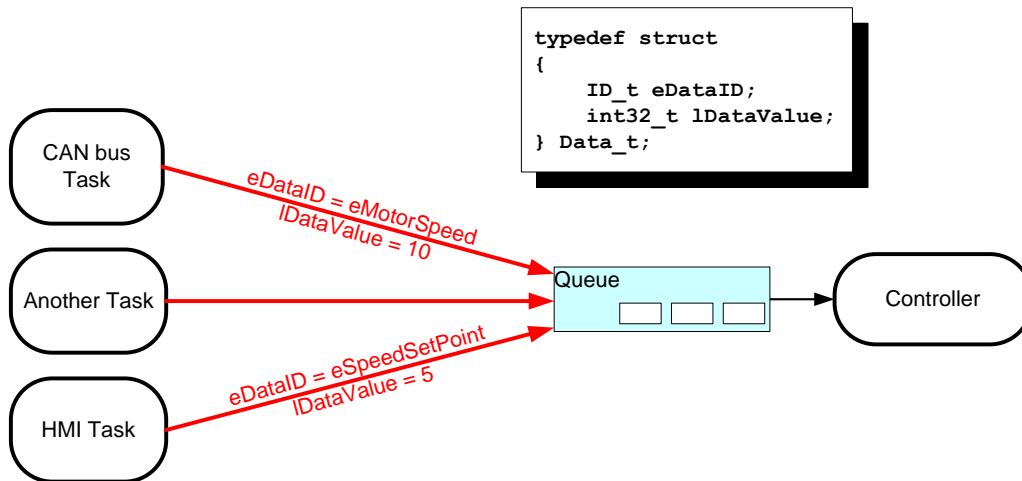 typedef struct
{
ID_t eDataID;
int32_t lDataValue;
} Data_t;
CAN bus
Task
eDataID = eMotorSpeed
lDataValue = 10
Another Task
Queue
Controller
eDataID = eSpeedSetPoint
lDataValue = 5
HMI Task